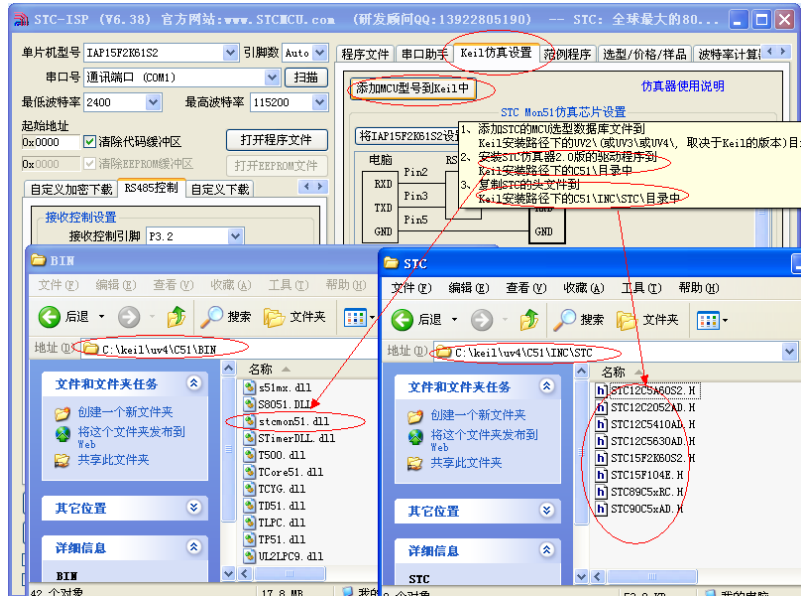 STC-ISP (V6.38) 官方网站:www.STCMCU.com (研发顾问QQ:13922805190) -- STC: 全球最大的80...
单片机型号 IAP15F2K61S2 引脚数 Auto
串口号 通讯端口 (COM1) 扫描
最低波特率 2400 最高波特率 115200
起始地址
0x0000 清除代码缓冲区 打开程序文件
0x0000 清除EEPROM缓冲区 打开EEPROM文件
自定义加密下载 RS485控制 自定义下载
接收控制设置
接收控制引脚 P3.2
程序文件 串口助手 Keil仿真设置 范例程序 选型/价格/样品 波特率计算
添加MCU型号到Keil中 仿真器使用说明
STC Mon51仿真芯片设置
将IAP15F2K61S2设
1、添加STC的MCU选型数据库文件到
Keil安装路径下的UV2\(或UV3\或UV4\, 取决于Keil的版本)目
2、安装STC仿真器2.0版的驱动程序到
Keil安装路径下的C51\目录中
3、复制STC的头文件到
Keil安装路径下的C51\INC\STC\目录中
电脑 RS
RXD Pin2
TXD Pin3
GND Pin5 GND
BIN
文件(F) 编辑(E) 查看(V) 收藏(A) 工具(T) 帮助(H)
后退 搜索 文件夹
地址(D) C:\keil\uv4\C51\BIN
文件和文件夹任务
创建一个新文件夹
将这个文件夹发布到
Web
共享此文件夹
其它位置
详细信息
BIN
名称
s51mx.dll
S8051.DLL
stcmon51.dll
STimerDLL.dll
T500.dll
TCore51.dll
TCYG.dll
TD51.dll
TLPC.dll
TP51.dll
UL2LPC9.dll
42 个对象 17.8 MB 我的
STC
文件(F) 编辑(E) 查看(V) 收藏(A) 工具(T) 帮助(H)
后退 搜索 文件夹
地址(D) C:\keil\uv4\C51\INC\STC
文件和文件夹任务
创建一个新文件夹
将这个文件夹发布到
Web
共享此文件夹
其它位置
详细信息
STC
名称
STC12C5A60S2.H
STC12C2052AD.H
STC12C5410AD.H
STC12C5630AD.H
STC15F2K60S2.H
STC15F104E.H
STC89C5xRC.H
STC90C5xAD.H
个对象 KB 我的电脑